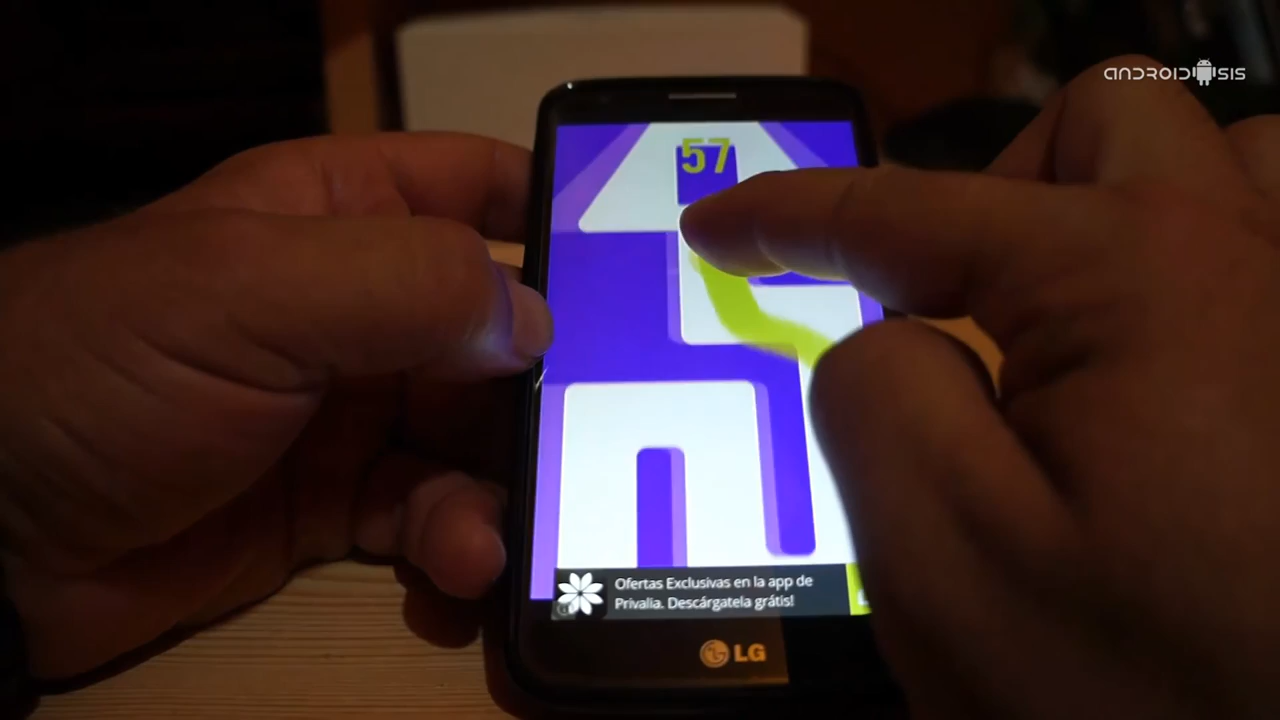 ANDROIDSIS
57
Ofertas Exclusivas en la app de
Privalia. Descárgatela grátis!
LG